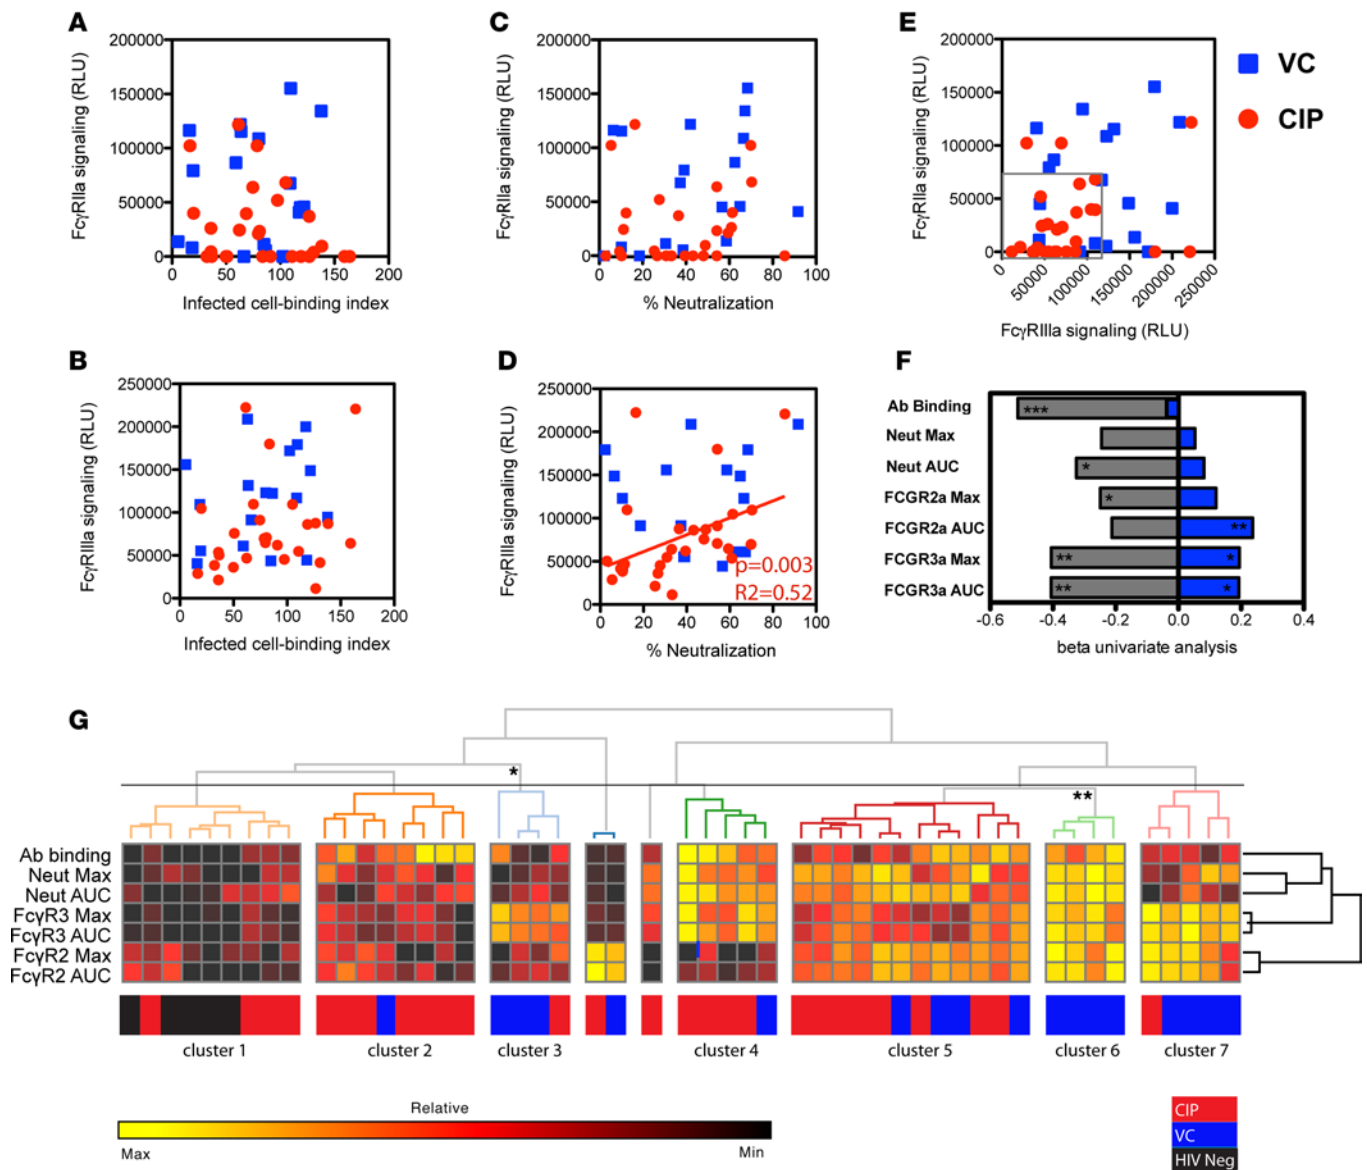 A
FcγRIIa signaling (RLU)
200000
150000
100000
50000
0
0 50 100 150 200
Infected cell-binding index
C
FcγRIIa signaling (RLU)
200000
150000
100000
50000
0
0 20 40 60 80 100
% Neutralization
E
FcγRIIa signaling (RLU)
200000
150000
100000
50000
0
0 50000 100000 150000 200000 250000
FcγRIIIa signaling (RLU)
VC
CIP
B
FcγRIIIa signaling (RLU)
250000
200000
150000
100000
50000
0
0 50 100 150 200
Infected cell-binding index
D
FcγRIIIa signaling (RLU)
250000
200000
150000
100000
50000
0
p=0.003
R2=0.52
0 20 40 60 80 100
% Neutralization
F
Ab Binding ***
Neut Max
Neut AUC *
FCGR2a Max *
FCGR2a AUC **
FCGR3a Max ** *
FCGR3a AUC ** *
-0.6 -0.4 -0.2 0.0 0.2 0.4
beta univariate analysis
G
*
**
Ab binding
Neut Max
Neut AUC
FcγR3 Max
FcγR3 AUC
FcγR2 Max
FcγR2 AUC
cluster 1 cluster 2 cluster 3 cluster 4 cluster 5 cluster 6 cluster 7
Relative
Max Min
CIP
VC
HIV Neg